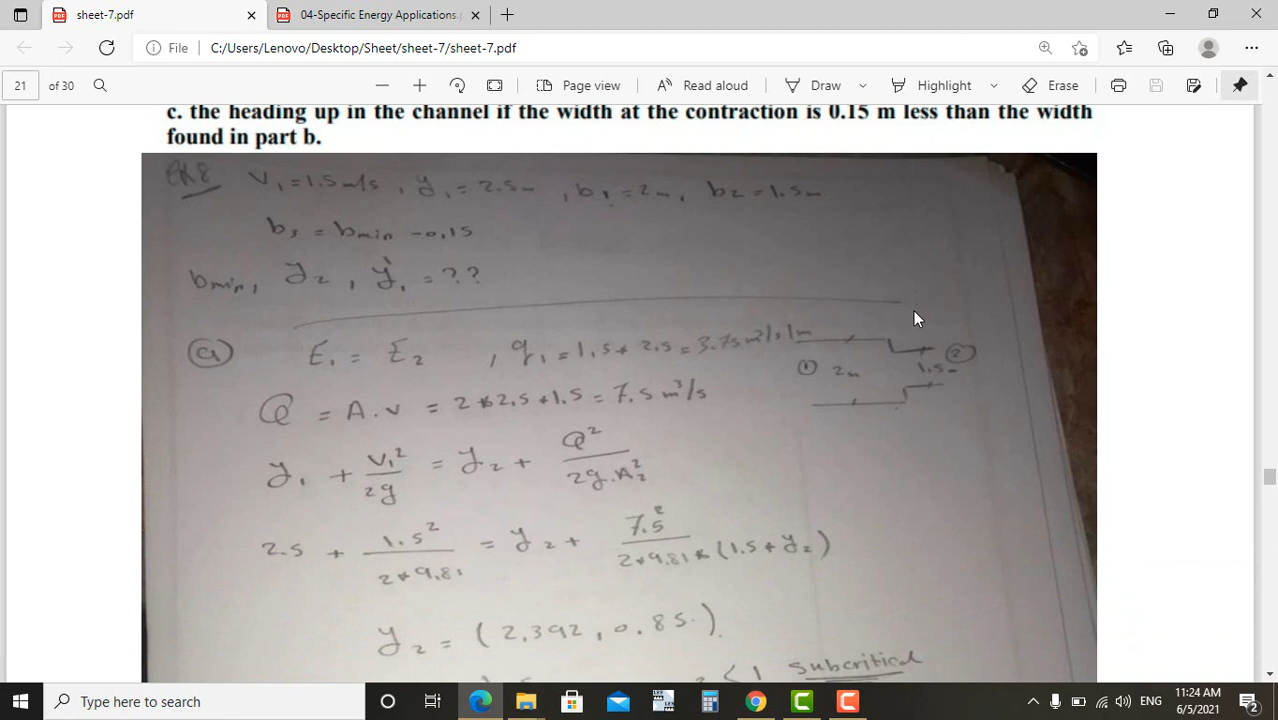 sheet-7.pdf
04-Specific Energy Applications.
File C:/Users/Lenovo/Desktop/Sheet/sheet-7/sheet-7.pdf
21 of 30 Page view Read aloud Draw Highlight Erase
c. the heading up in the channel if the width at the contraction is 0.15 m less than the width
found in part b.
V1 = 1.5 m/s , y1 = 2.5m , b1 = 2m, b2 = 1.5m
b3 = bmin -0.15
bmin, y2 , y1' = ??
a E1 = E2 , q1 = 1.5 * 2.5 = 3.75 m3/s/m
1 2m 2 1.5m
Q = A.v = 2*2.5*1.5 = 7.5 m3/s
y1 + V1²/2g = y2 + Q²/2g.A2²
2.5 + 1.5²/2*9.81 = y2 + 7.5²/2*9.81*(1.5*y2)
y2 = (2.392, 0.85)
<1 subcritical
Type here to search ENG 11:24 AM
6/5/2021 2